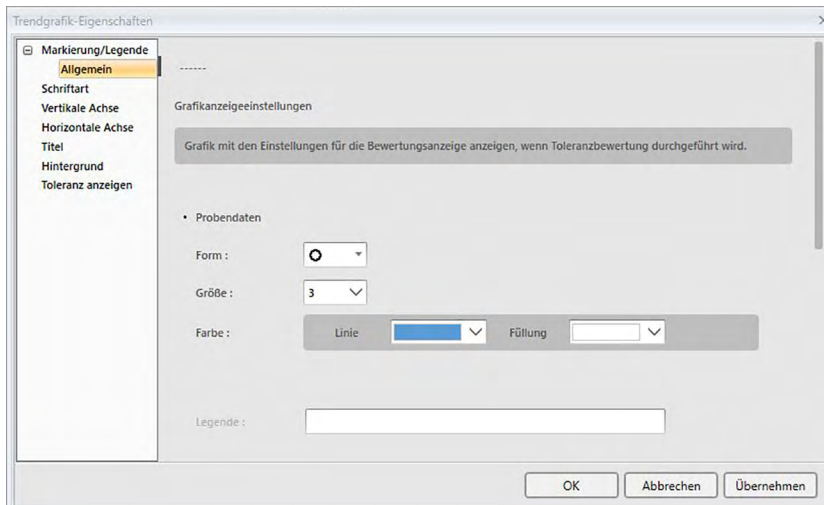 Trendgrafik-Eigenschaften
Markierung/Legende
Allgemein
Schriftart
Vertikale Achse
Horizontale Achse
Titel
Hintergrund
Toleranz anzeigen
------
Grafikanzeigeeinstellungen
Grafik mit den Einstellungen für die Bewertungsanzeige anzeigen, wenn Toleranzbewertung durchgeführt wird.
• Probendaten
Form :
Größe : 3
Farbe : Linie Füllung
Legende :
OK Abbrechen Übernehmen